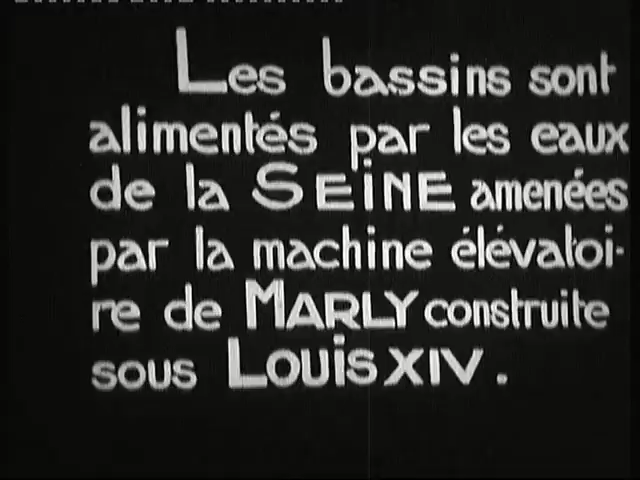 Les bassins sont
alimentés par les eaux
de la SEINE amenées
par la machine élévatoi-
re de MARLY construite
sous LOUIS XIV.